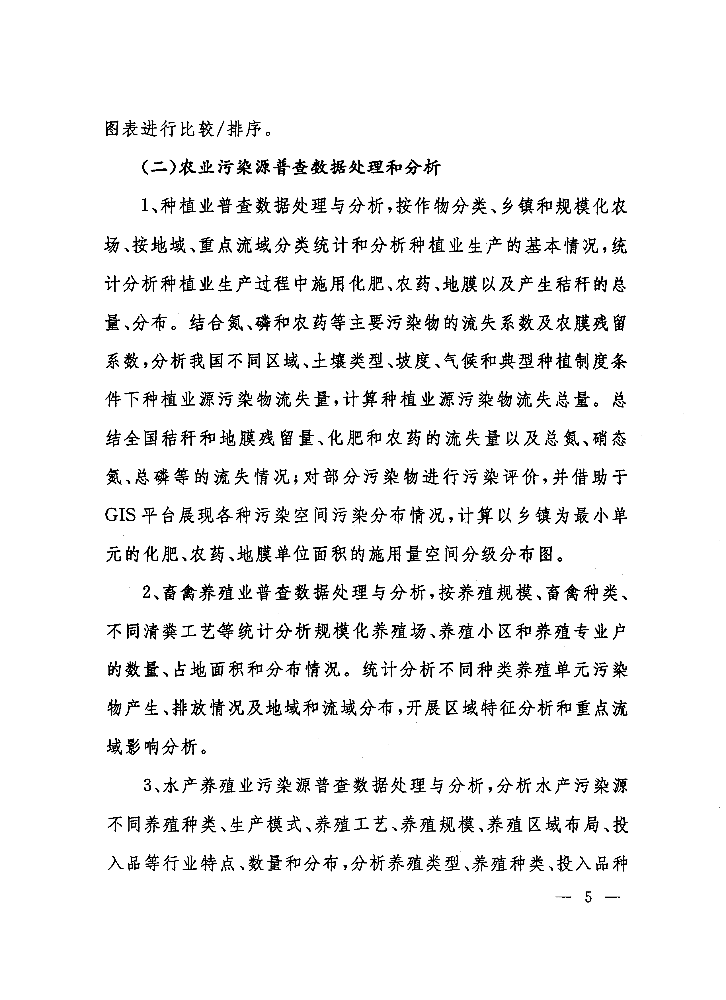 图表进行比较/排序。
(二)农业污染源普查数据处理和分析
1、种植业普查数据处理与分析,按作物分类、乡镇和规模化农
场、按地域、重点流域分类统计和分析种植业生产的基本情况,统
计分析种植业生产过程中施用化肥、农药、地膜以及产生秸秆的总
量、分布。结合氮、磷和农药等主要污染物的流失系数及农膜残留
系数,分析我国不同区域、土壤类型、坡度、气候和典型种植制度条
件下种植业源污染物流失量,计算种植业源污染物流失总量。总
结全国秸秆和地膜残留量、化肥和农药的流失量以及总氮、硝态
氮、总磷等的流失情况;对部分污染物进行污染评价,并借助于
GIS平台展现各种污染空间污染分布情况,计算以乡镇为最小单
元的化肥、农药、地膜单位面积的施用量空间分级分布图。
2、畜禽养殖业普查数据处理与分析,按养殖规模、畜禽种类、
不同清粪工艺等统计分析规模化养殖场、养殖小区和养殖专业户
的数量、占地面积和分布情况。统计分析不同种类养殖单元污染
物产生、排放情况及地域和流域分布,开展区域特征分析和重点流
域影响分析。
3、水产养殖业污染源普查数据处理与分析,分析水产污染源
不同养殖种类、生产模式、养殖工艺、养殖规模、养殖区域布局、投
入品等行业特点、数量和分布,分析养殖类型、养殖种类、投入品种
— 5 —